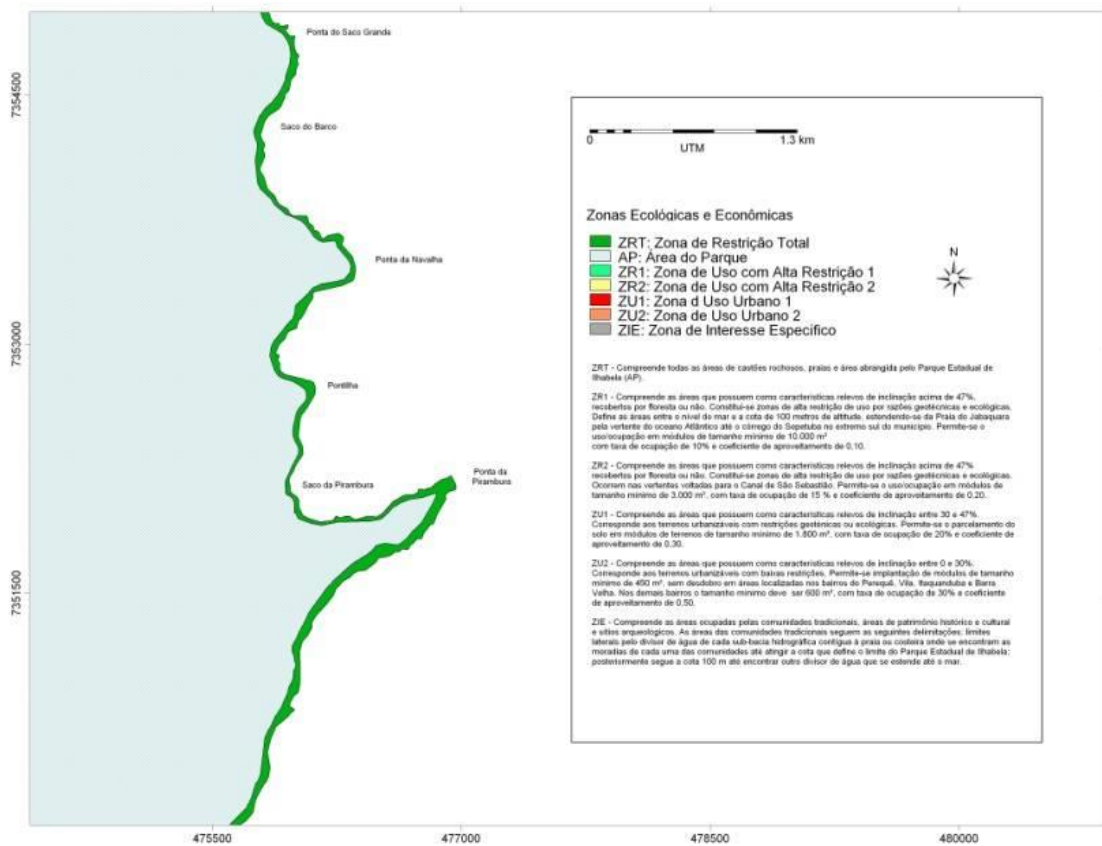 Ponta do Saco Grande
7354500
Saco do Barco
Ponta da Navalha
7353000
Pontilha
Saco da Pirambura
Ponta da
Pirambura
7351500
475500
477000
478500
480000
0
1.3 km
UTM
Zonas Ecológicas e Econômicas
ZRT: Zona de Restrição Total
AP: Área do Parque
ZR1: Zona de Uso com Alta Restrição 1
ZR2: Zona de Uso com Alta Restrição 2
ZU1: Zona d Uso Urbano 1
ZU2: Zona de Uso Urbano 2
ZIE: Zona de Interesse Específico
N
ZRT - Compreende todas as áreas de costões rochosos, praias e área abrangida pelo Parque Estadual de
Ilhabela (AP).
ZR1 - Compreende as áreas que possuem como características relevos de inclinação acima de 47%,
recobertos por floresta ou não. Constitui-se zonas de alta restrição de uso por razões geotécnicas e ecológicas.
Define as áreas entre o nível do mar e a cota de 100 metros de altitude, estendendo-se da Praia do Jabaquara
pela vertente do oceano Atlântico até o córrego do Sepetuba no extremo sul do município. Permite-se o
uso/ocupação em módulos de tamanho mínimo de 10.000 m²
com taxa de ocupação de 10% e coeficiente de aproveitamento de 0,10.
ZR2 - Compreende as áreas que possuem como características relevos de inclinação acima de 47%
recobertos por floresta ou não. Constitui-se zonas de alta restrição de uso por razões geotécnicas e ecológicas.
Ocorrem nas vertentes voltadas para o Canal de São Sebastião. Permite-se o uso/ocupação em módulos de
tamanho mínimo de 3.000 m², com taxa de ocupação de 15 % e coeficiente de aproveitamento de 0.20.
ZU1 - Compreende as áreas que possuem como características relevos de inclinação entre 30 e 47%.
Corresponde aos terrenos urbanizáveis com restrições geotécnicas ou ecológicas. Permite-se o parcelamento do
solo em módulos de terrenos de tamanho mínimo de 1.800 m², com taxa de ocupação de 20% e coeficiente de
aproveitamento de 0,30.
ZU2 - Compreende as áreas que possuem como características relevos de inclinação entre 0 e 30%.
Corresponde aos terrenos urbanizáveis com baixas restrições. Permite-se implantação de módulos de tamanho
mínimo de 450 m², sem desdobro em áreas localizadas nos bairros do Perequê, Vila, Itaquanduba e Barra
Velha. Nos demais bairros o tamanho mínimo deve ser 600 m², com taxa de ocupação de 30% e coeficiente
de aproveitamento de 0,50.
ZIE - Compreende as áreas ocupadas pelas comunidades tradicionais, áreas de patrimônio histórico e cultural
e sítios arqueológicos. As áreas das comunidades tradicionais seguem as seguintes delimitações: limites
laterais pelo divisor de água de cada sub-bacia hidrográfica contígua à praia ou costeira onde se encontram as
moradias de cada uma das comunidades até atingir a cota que define o limite do Parque Estadual de Ilhabela;
posteriormente segue a cota 100 m até encontrar outro divisor de água que se estende até o mar.